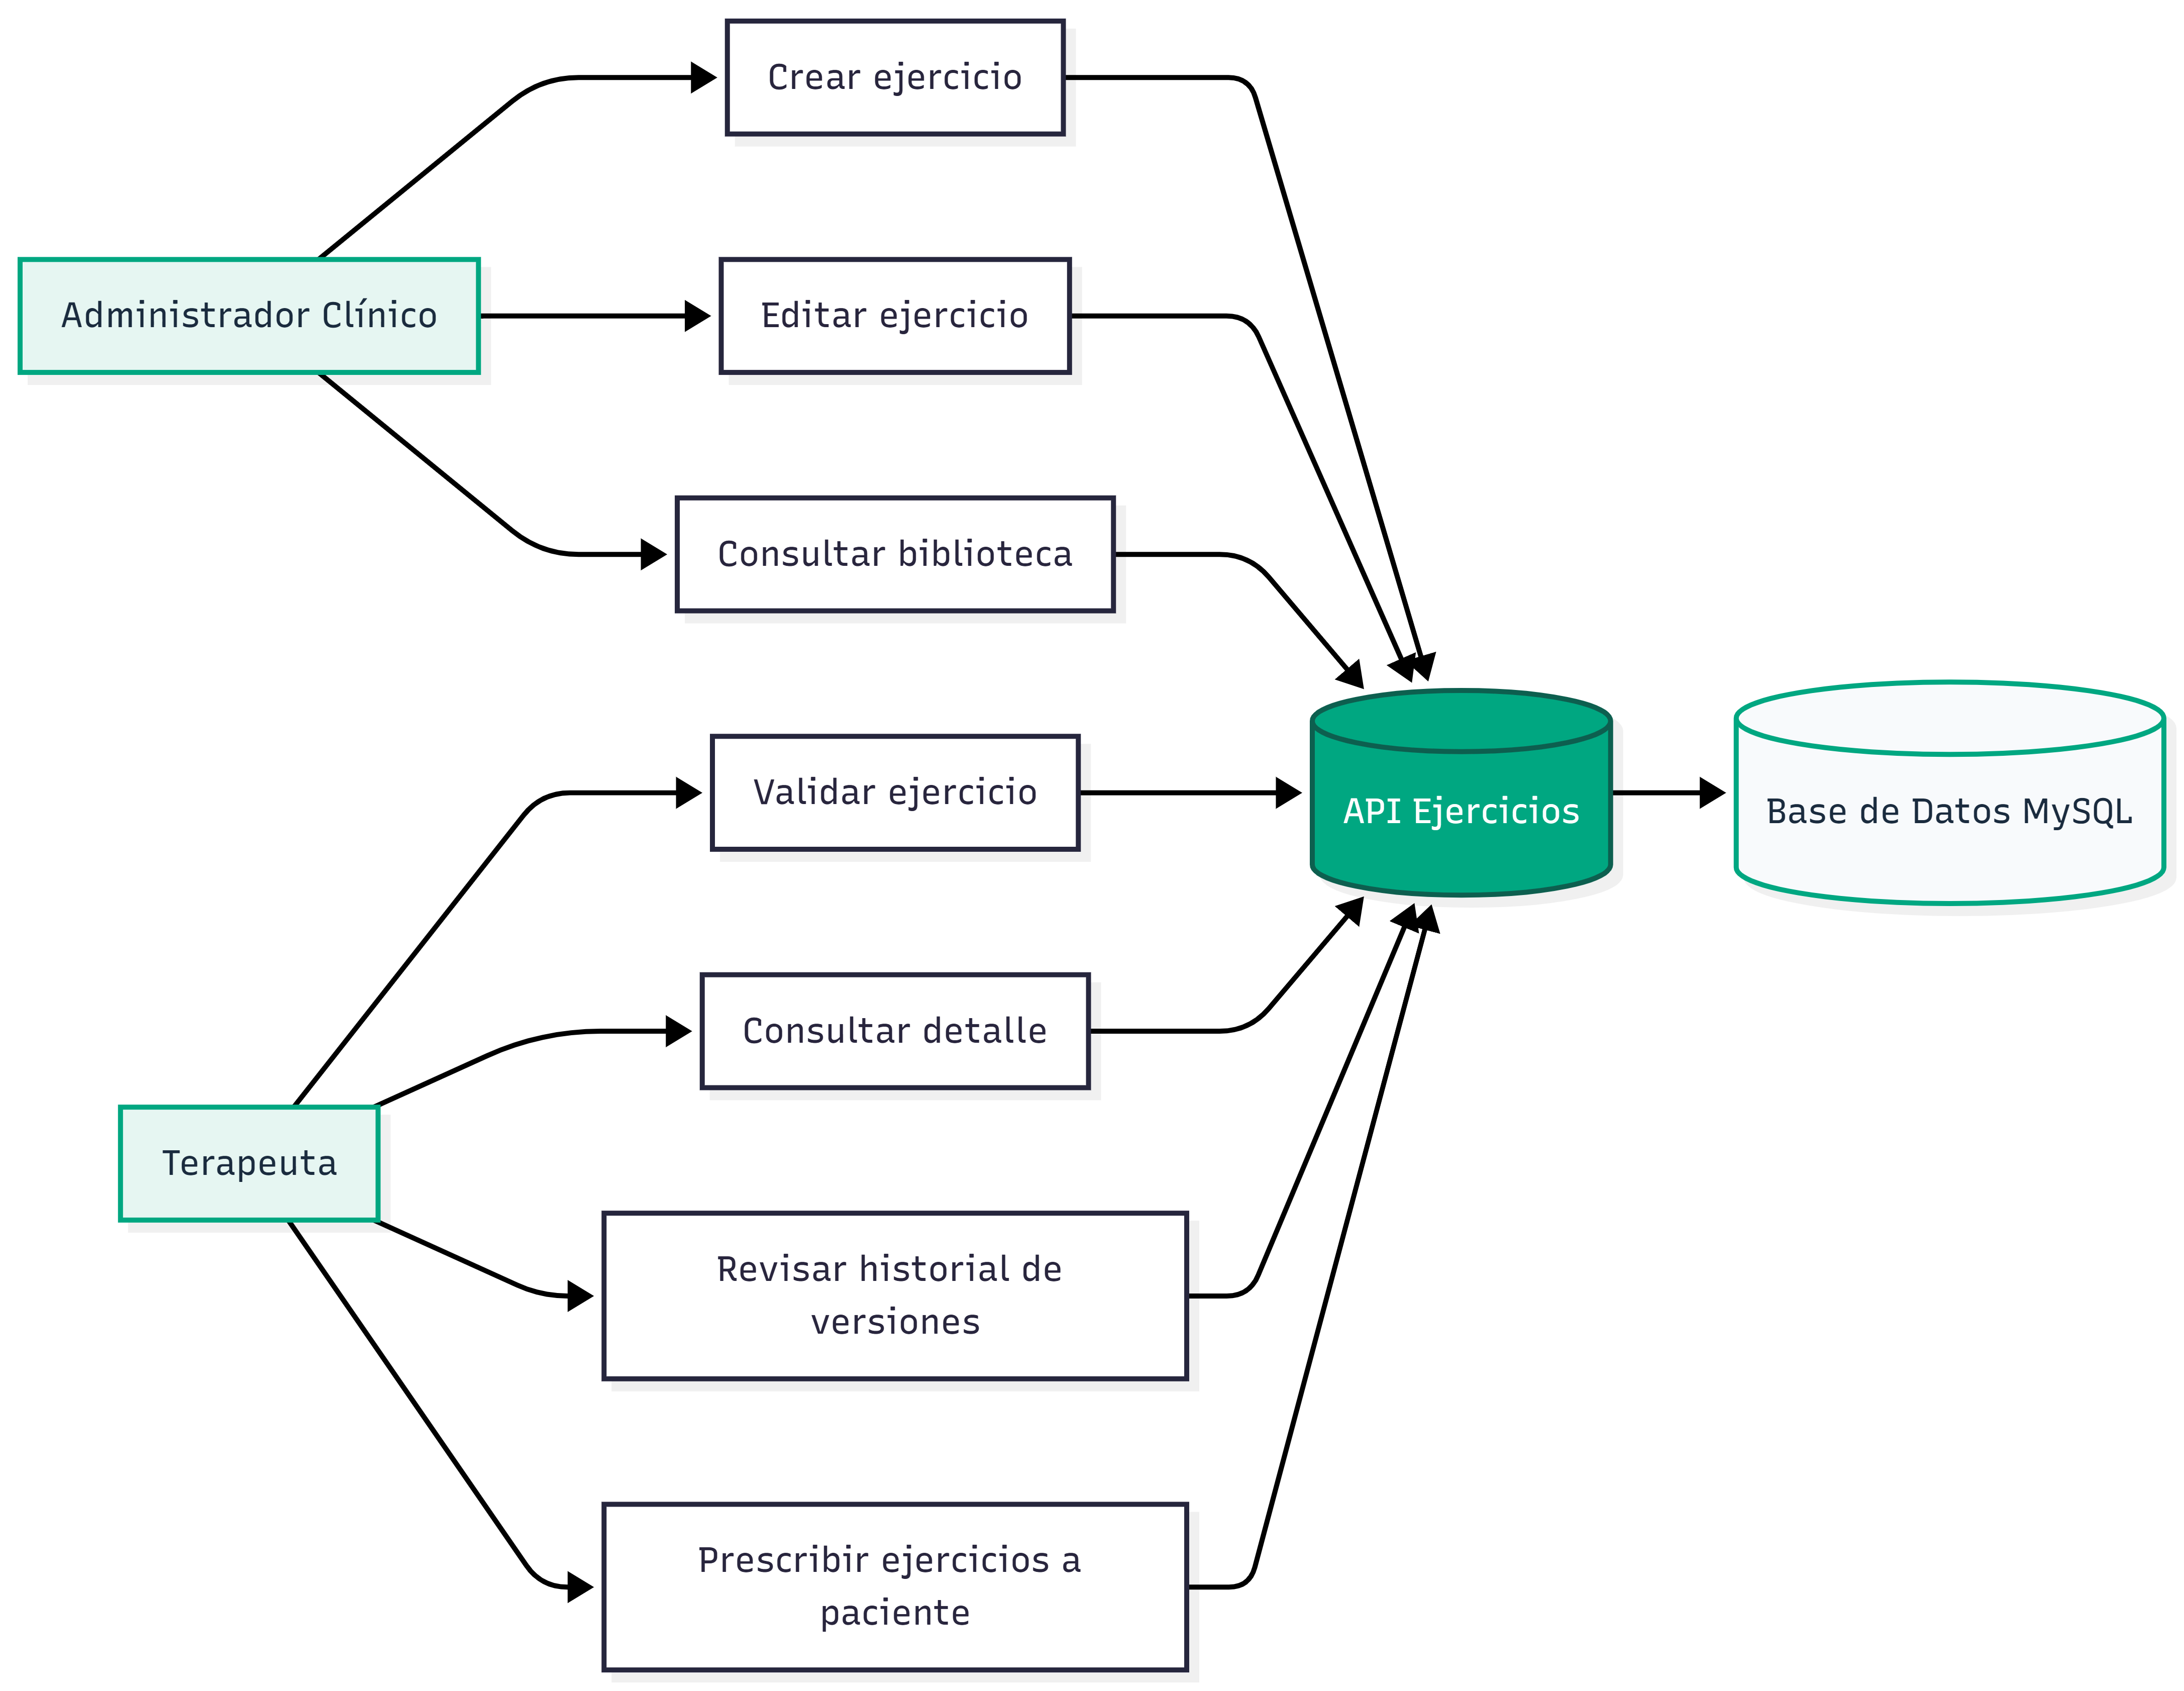 Crear ejercicio
Administrador Clínico
Editar ejercicio
Consultar biblioteca
Validar ejercicio
API Ejercicios
Base de Datos MySQL
Consultar detalle
Terapeuta
Revisar historial de
versiones
Prescribir ejercicios a
paciente